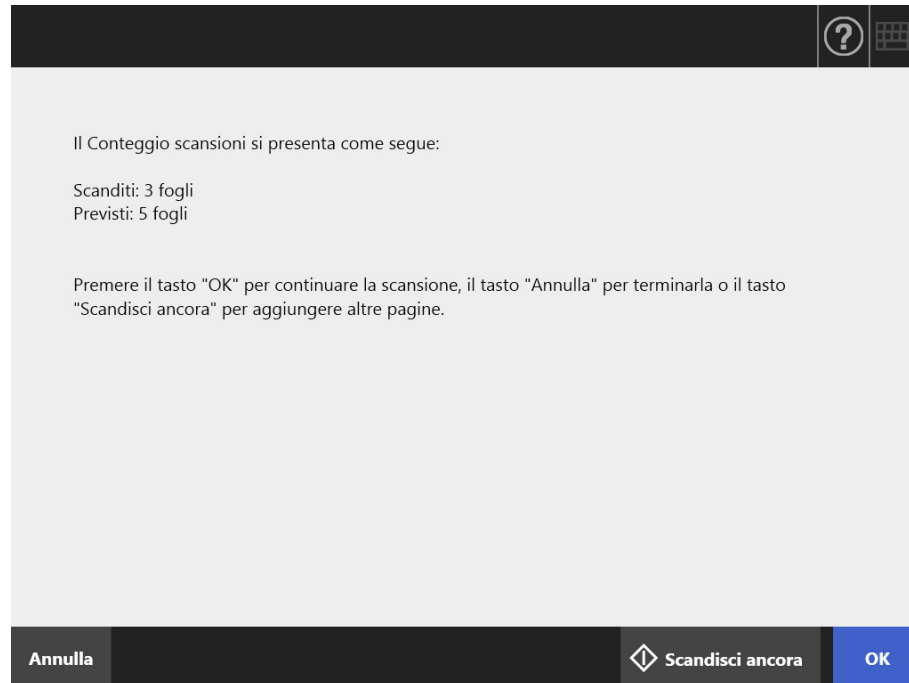 ?
Il Conteggio scansioni si presenta come segue:
Scanditi: 3 fogli
Previsti: 5 fogli
Premere il tasto "OK" per continuare la scansione, il tasto "Annulla" per terminarla o il tasto
"Scandisci ancora" per aggiungere altre pagine.
Annulla
Scandisci ancora
OK